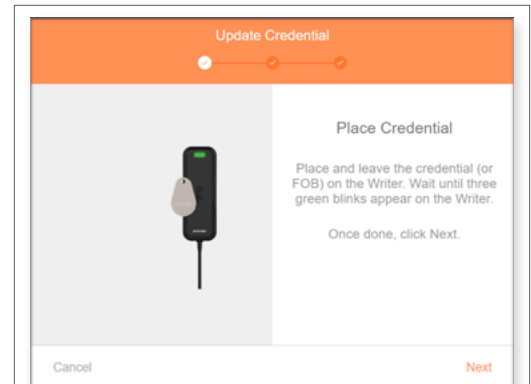 Update Credential
Place Credential
Place and leave the credential (or
FOB) on the Writer. Wait until three
green blinks appear on the Writer.
Once done, click Next.
Cancel
Next